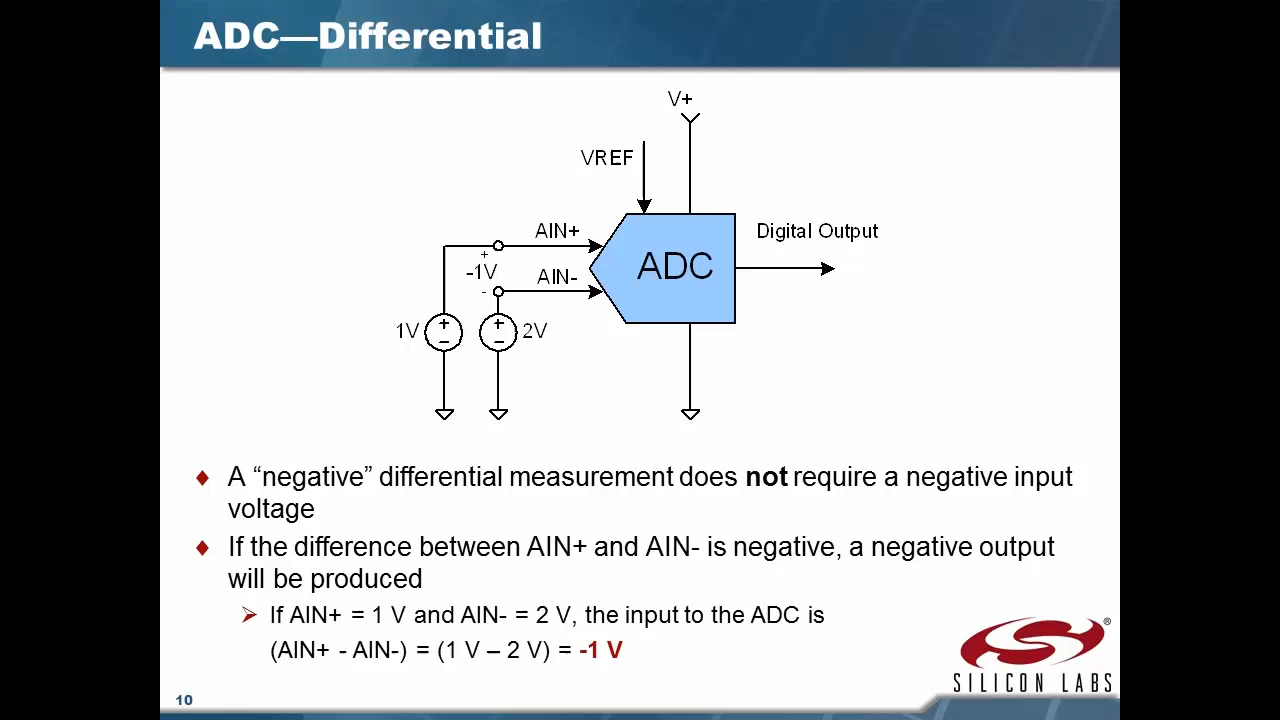 ADC—Differential
V+
VREF
AIN+
Digital Output
+
-1V
ADC
AIN-
-
1V
+
−
+
−
2V
♦ A “negative” differential measurement does not require a negative input
voltage
♦ If the difference between AIN+ and AIN- is negative, a negative output
will be produced
➢ If AIN+ = 1 V and AIN- = 2 V, the input to the ADC is
(AIN+ - AIN-) = (1 V – 2 V) = -1 V
®
SILICON LABS
10